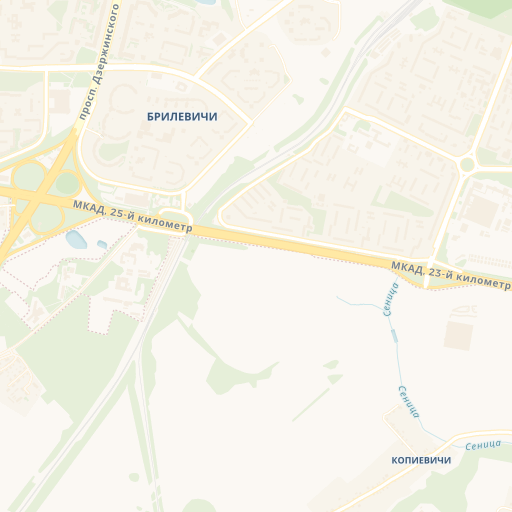 просп. Дзержинского
БРИЛЕВИЧИ
МКАД, 25-й километр
МКАД, 23-й километр
Сеница
Сеница
Сеница
КОПИЕВИЧИ